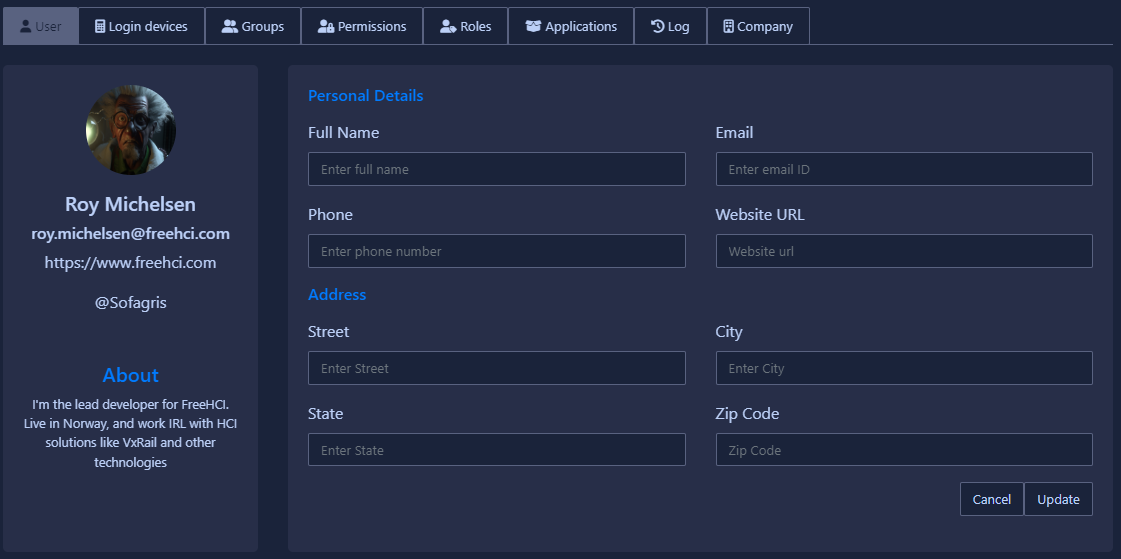 User
Login devices
Groups
Permissions
Roles
Applications
Log
Company
Roy Michelsen
roy.michelsen@freehci.com
https://www.freehci.com
@Sofagris
About
I'm the lead developer for FreeHCI.
Live in Norway, and work IRL with HCI
solutions like VxRail and other
technologies
Personal Details
Full Name
Enter full name
Email
Enter email ID
Phone
Enter phone number
Website URL
Website url
Address
Street
Enter Street
City
Enter City
State
Enter State
Zip Code
Zip Code
Cancel
Update